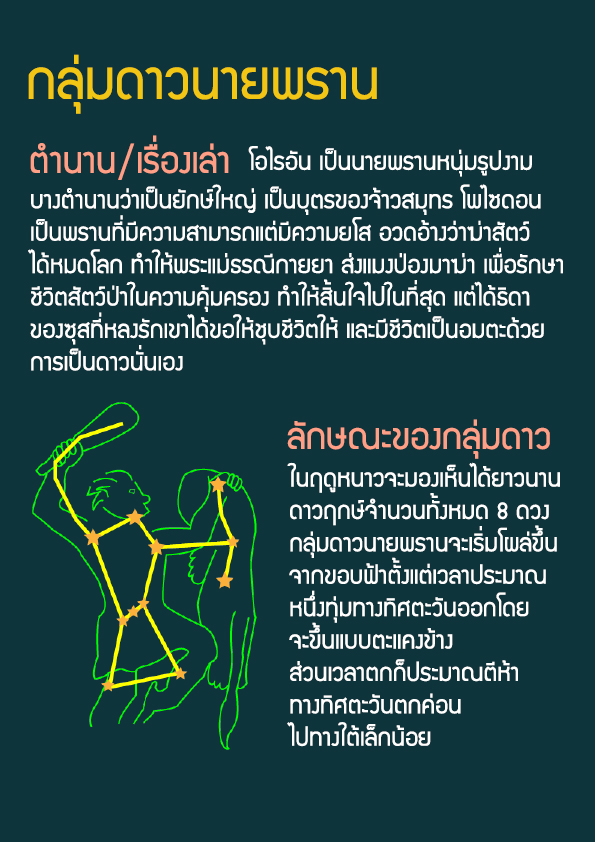 กลุ่มดาวนายพราน
ตำนาน/เรื่องเล่า โอไรอัน เป็นนายพรานหนุ่มรูปงาม
บางตำนานว่าเป็นยักษ์ใหญ่ เป็นบุตรของจ้าวสมุทร โพไซดอน
เป็นพรานที่มีความสามารถแต่มีความยโส อวดอ้างว่าฆ่าสัตว์
ได้หมดโลก ทำให้พระแม่ธรณีกายยา ส่งแมงป่องมาฆ่า เพื่อรักษา
ชีวิตสัตว์ป่าในความคุ้มครอง ทำให้สิ้นใจไปในที่สุด แต่ได้ธิดา
ของซุสที่หลงรักเขาได้ขอให้ชุบชีวิตให้ และมีชีวิตเป็นอมตะด้วย
การเป็นดาวนั่นเอง
ลักษณะของกลุ่มดาว
ในฤดูหนาวจะมองเห็นได้ยาวนาน
ดาวฤกษ์จำนวนทั้งหมด 8 ดวง
กลุ่มดาวนายพรานจะเริ่มโผล่ขึ้น
จากขอบฟ้าตั้งแต่เวลาประมาณ
หนึ่งทุ่มทางทิศตะวันออกโดย
จะขึ้นแบบตะแคงข้าง
ส่วนเวลาตกก็ประมาณตีห้า
ทางทิศตะวันตกค่อน
ไปทางใต้เล็กน้อย